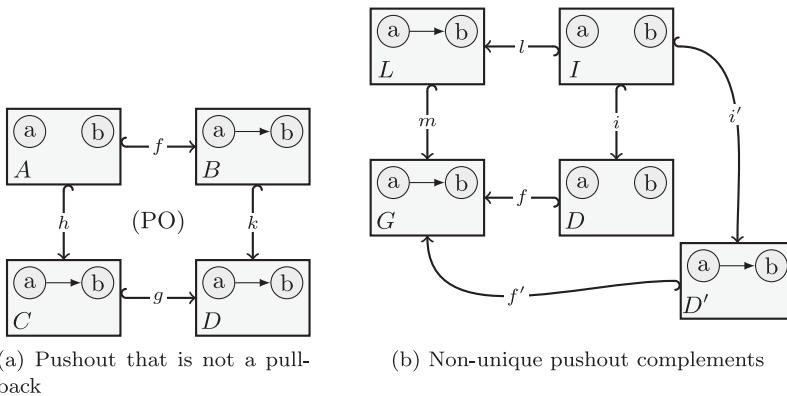 a b
L
l
a b
I
m
i
i′
a b
A
f
a b
B
h
(PO)
k
a b
C
g
a b
D
a b
G
f
a b
D
f′
a b
D′
(a) Pushout that is not a pull-
back
(b) Non-unique pushout complements